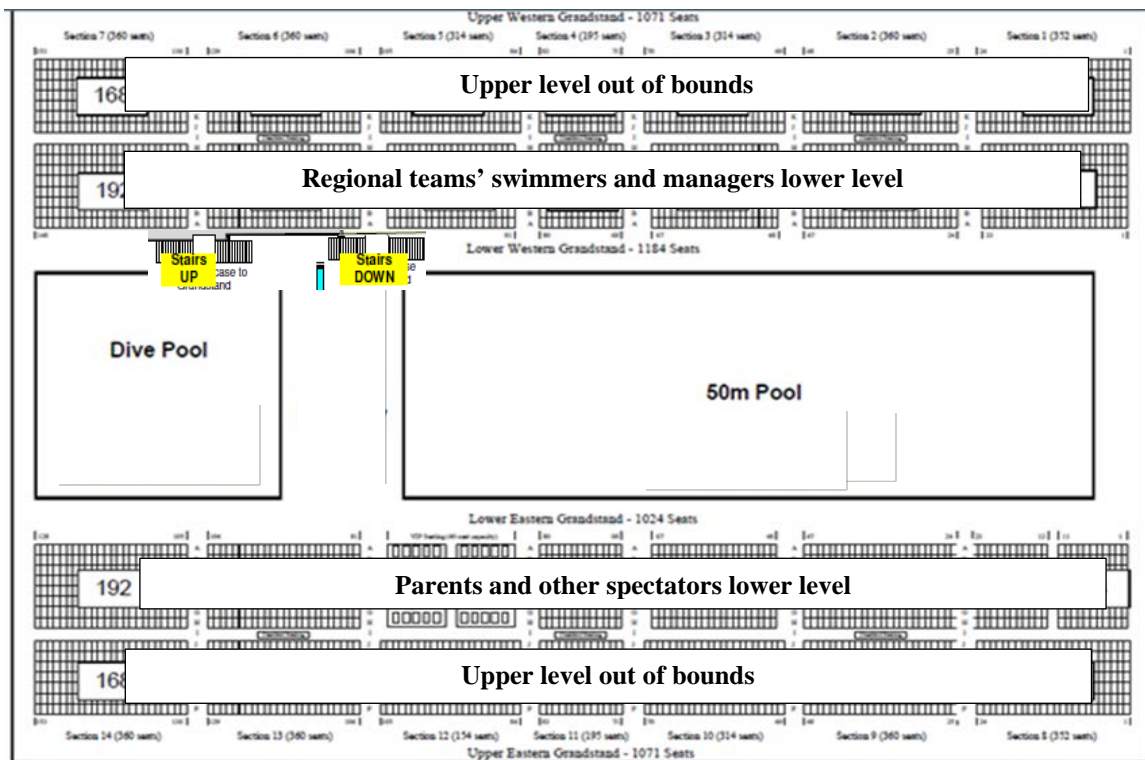 Upper Western Grandstand - 1071 Seats
Section 7 (360 seats) Section 6 (360 seats) Section 5 (314 seats) Section 4 (195 seats) Section 3 (314 seats) Section 2 (360 seats) Section 1 (352 seats)
168
Upper level out of bounds
192
Regional teams’ swimmers and managers lower level
Lower Western Grandstand - 1184 Seats
Stairs
UP
Stairs
DOWN
case to
Grandstand
Dive Pool
50m Pool
Lower Eastern Grandstand - 1024 Seats
192
Parents and other spectators lower level
168
Upper level out of bounds
Section 14 (360 seats) Section 13 (360 seats) Section 12 (154 seats) Section 11 (195 seats) Section 10 (314 seats) Section 9 (360 seats) Section 8 (352 seats)
Upper Eastern Grandstand - 1071 Seats